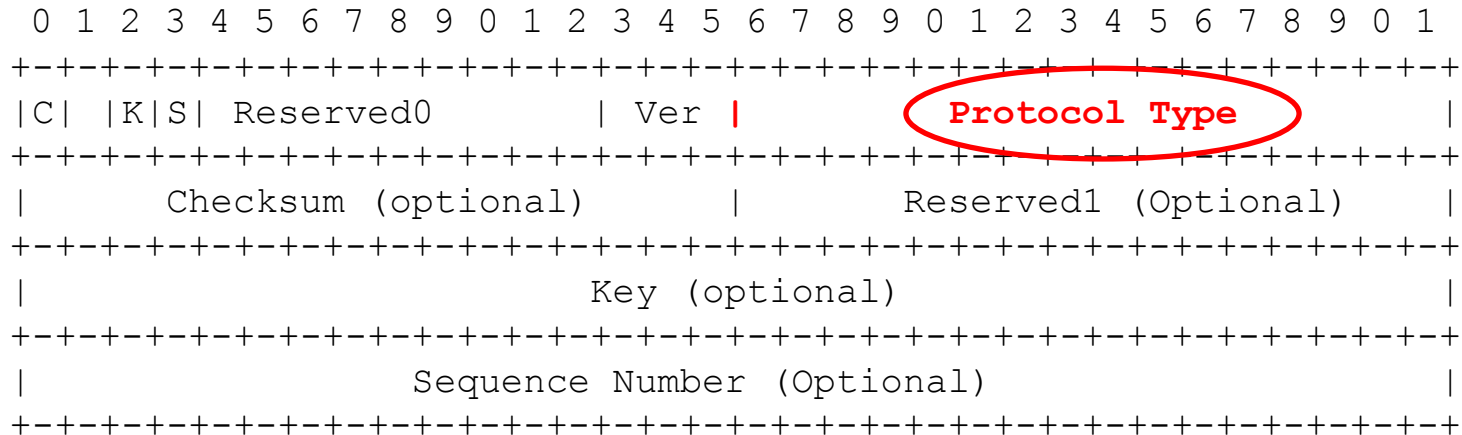 0 1 2 3 4 5 6 7 8 9 0 1 2 3 4 5 6 7 8 9 0 1 2 3 4 5 6 7 8 9 0 1
+-+-+-+-+-+-+-+-+-+-+-+-+-+-+-+-+-+-+-+-+-+-+-+-+-+-+-+-+-+-+-+-+
|C| |K|S| Reserved0       | Ver |         Protocol Type         |
+-+-+-+-+-+-+-+-+-+-+-+-+-+-+-+-+-+-+-+-+-+-+-+-+-+-+-+-+-+-+-+-+
|      Checksum (optional)      |       Reserved1 (Optional)    |
+-+-+-+-+-+-+-+-+-+-+-+-+-+-+-+-+-+-+-+-+-+-+-+-+-+-+-+-+-+-+-+-+
|                         Key (optional)                        |
+-+-+-+-+-+-+-+-+-+-+-+-+-+-+-+-+-+-+-+-+-+-+-+-+-+-+-+-+-+-+-+-+
|                 Sequence Number (Optional)                    |
+-+-+-+-+-+-+-+-+-+-+-+-+-+-+-+-+-+-+-+-+-+-+-+-+-+-+-+-+-+-+-+-+